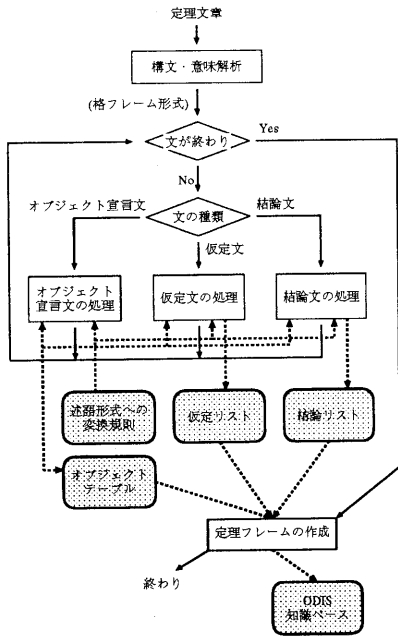 定理文章
構文・意味解析
(格フレーム形式)
文が終わり
Yes
No
オブジェクト宣言文
文の種類
結論文
仮定文
オブジェクト
宣言文の処理
仮定文の処理
結論文の処理
述語形式への
変換規則
仮定リスト
結論リスト
オブジェクト
テーブル
定理フレームの作成
終わり
ODIS
知識ベース